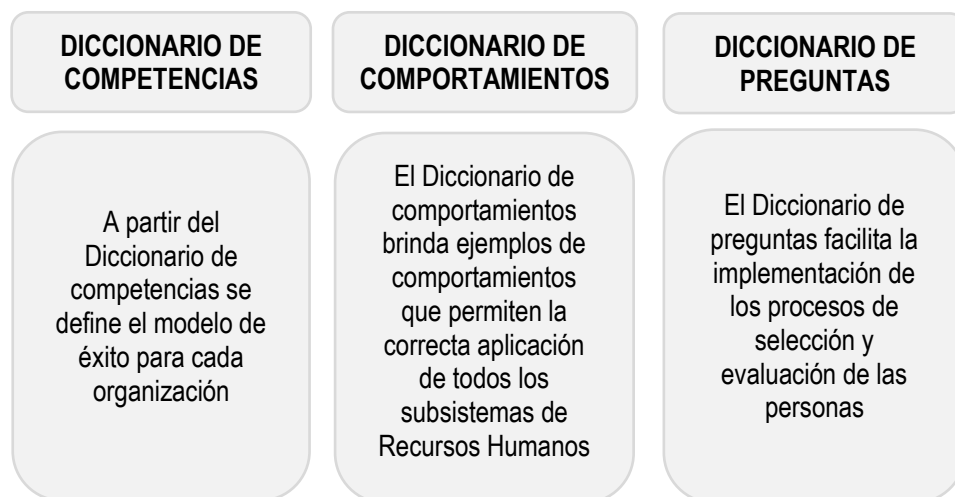 DICCIONARIO DE
COMPETENCIAS
A partir del
Diccionario de
competencias se
define el modelo de
éxito para cada
organización
DICCIONARIO DE
COMPORTAMIENTOS
El Diccionario de
comportamientos
brinda ejemplos de
comportamientos
que permiten la
correcta aplicación
de todos los
subsistemas de
Recursos Humanos
DICCIONARIO DE
PREGUNTAS
El Diccionario de
preguntas facilita la
implementación de
los procesos de
selección y
evaluación de las
personas